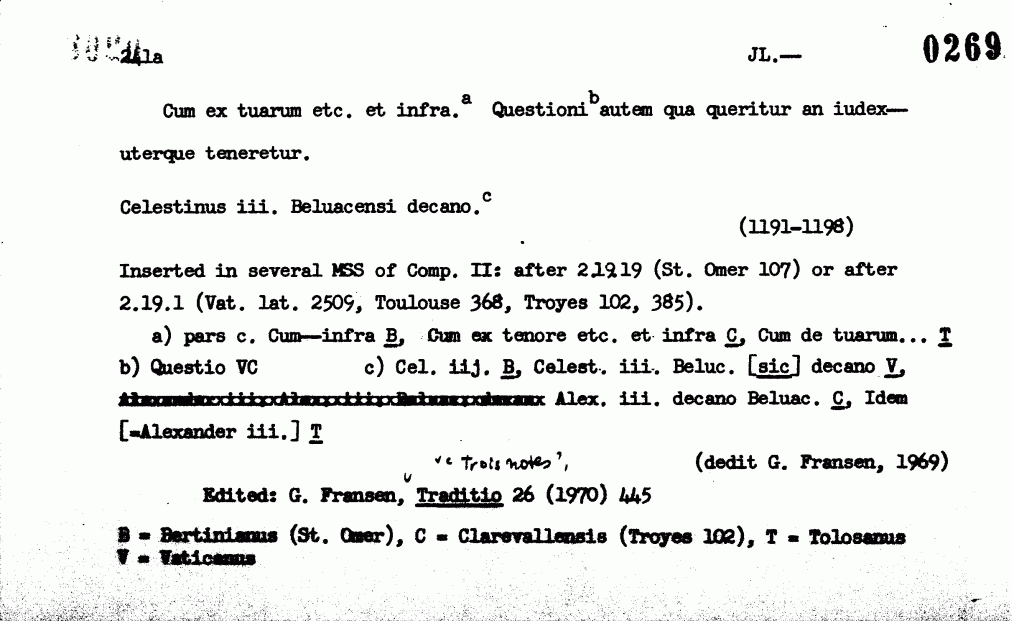 241a JL.— 0269
Cum ex tuarum etc. et infra.a Questionib autem qua queritur an iudex—
uterque teneretur.
Celestinus iii. Beluacensi decano.c
(1191-1198)
Inserted in several MSS of Comp. II: after 2.19.19 (St. Omer 107) or after
2.19.1 (Vat. lat. 2509, Toulouse 368, Troyes 102, 385).
a) pars c. Cum—infra B, Cum ex tenore etc. et infra C, Cum de tuarum... T
b) Questio VC c) Cel. iij. B, Celest. iii. Beluc. [sic] decano V,
Alex. iii. decano Beluac. C, Idem
[=Alexander iii.] T
"Trois notes", (dedit G. Fransen, 1969)
Edited: G. Fransen, Traditio 26 (1970) 445
B = Bertinianus (St. Omer), C = Clarevallensis (Troyes 102), T = Tolosanus
V = Vaticanus